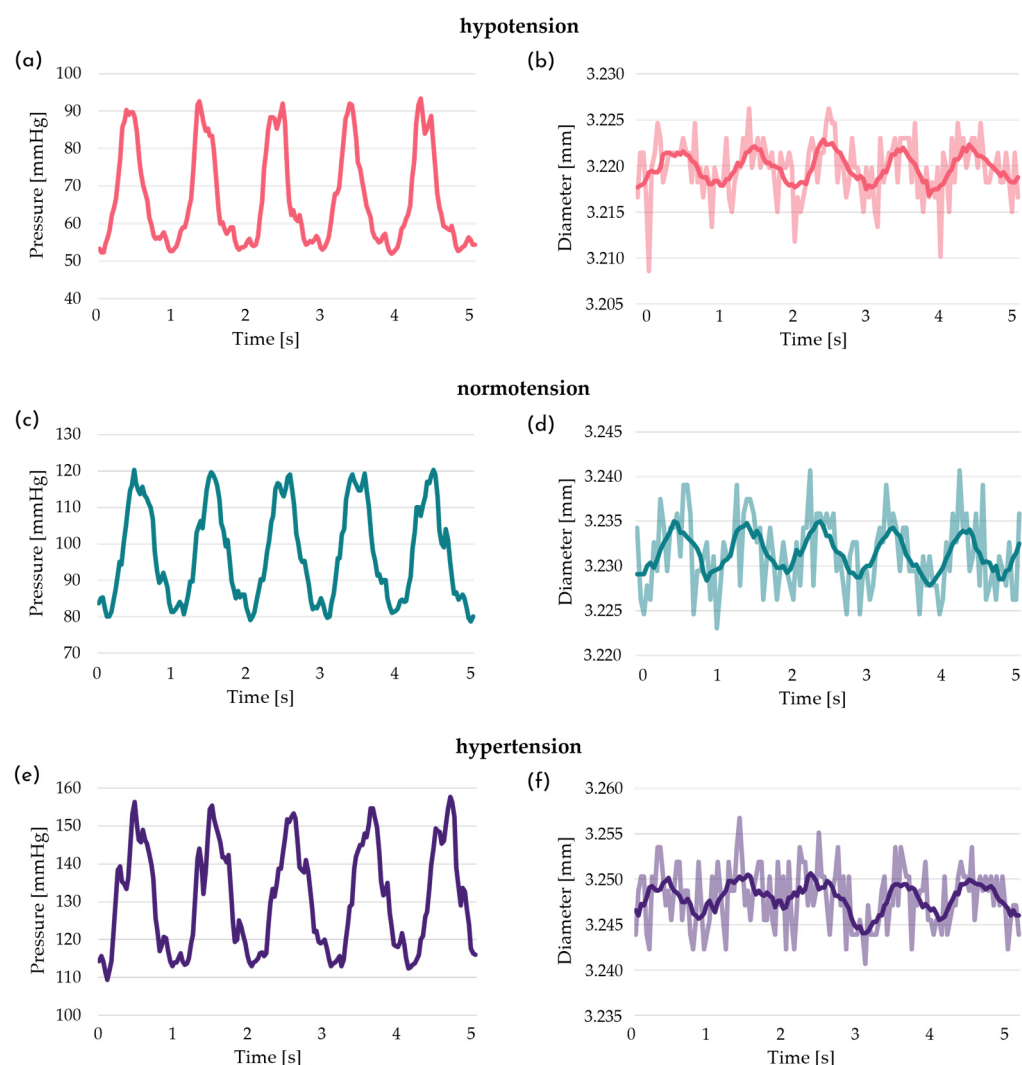 hypotension
(a)
Pressure [mmHg]
100
90
80
70
60
50
40
0 1 2 3 4 5
Time [s]
(b)
Diameter [mm]
3.230
3.225
3.220
3.215
3.210
3.205
0 1 2 3 4 5
Time [s]
normotension
(c)
Pressure [mmHg]
130
120
110
100
90
80
70
0 1 2 3 4 5
Time [s]
(d)
Diameter [mm]
3.245
3.240
3.235
3.230
3.225
3.220
0 1 2 3 4 5
Time [s]
hypertension
(e)
Pressure [mmHg]
160
150
140
130
120
110
100
0 1 2 3 4 5
Time [s]
(f)
Diameter [mm]
3.260
3.255
3.250
3.245
3.240
3.235
0 1 2 3 4 5
Time [s]